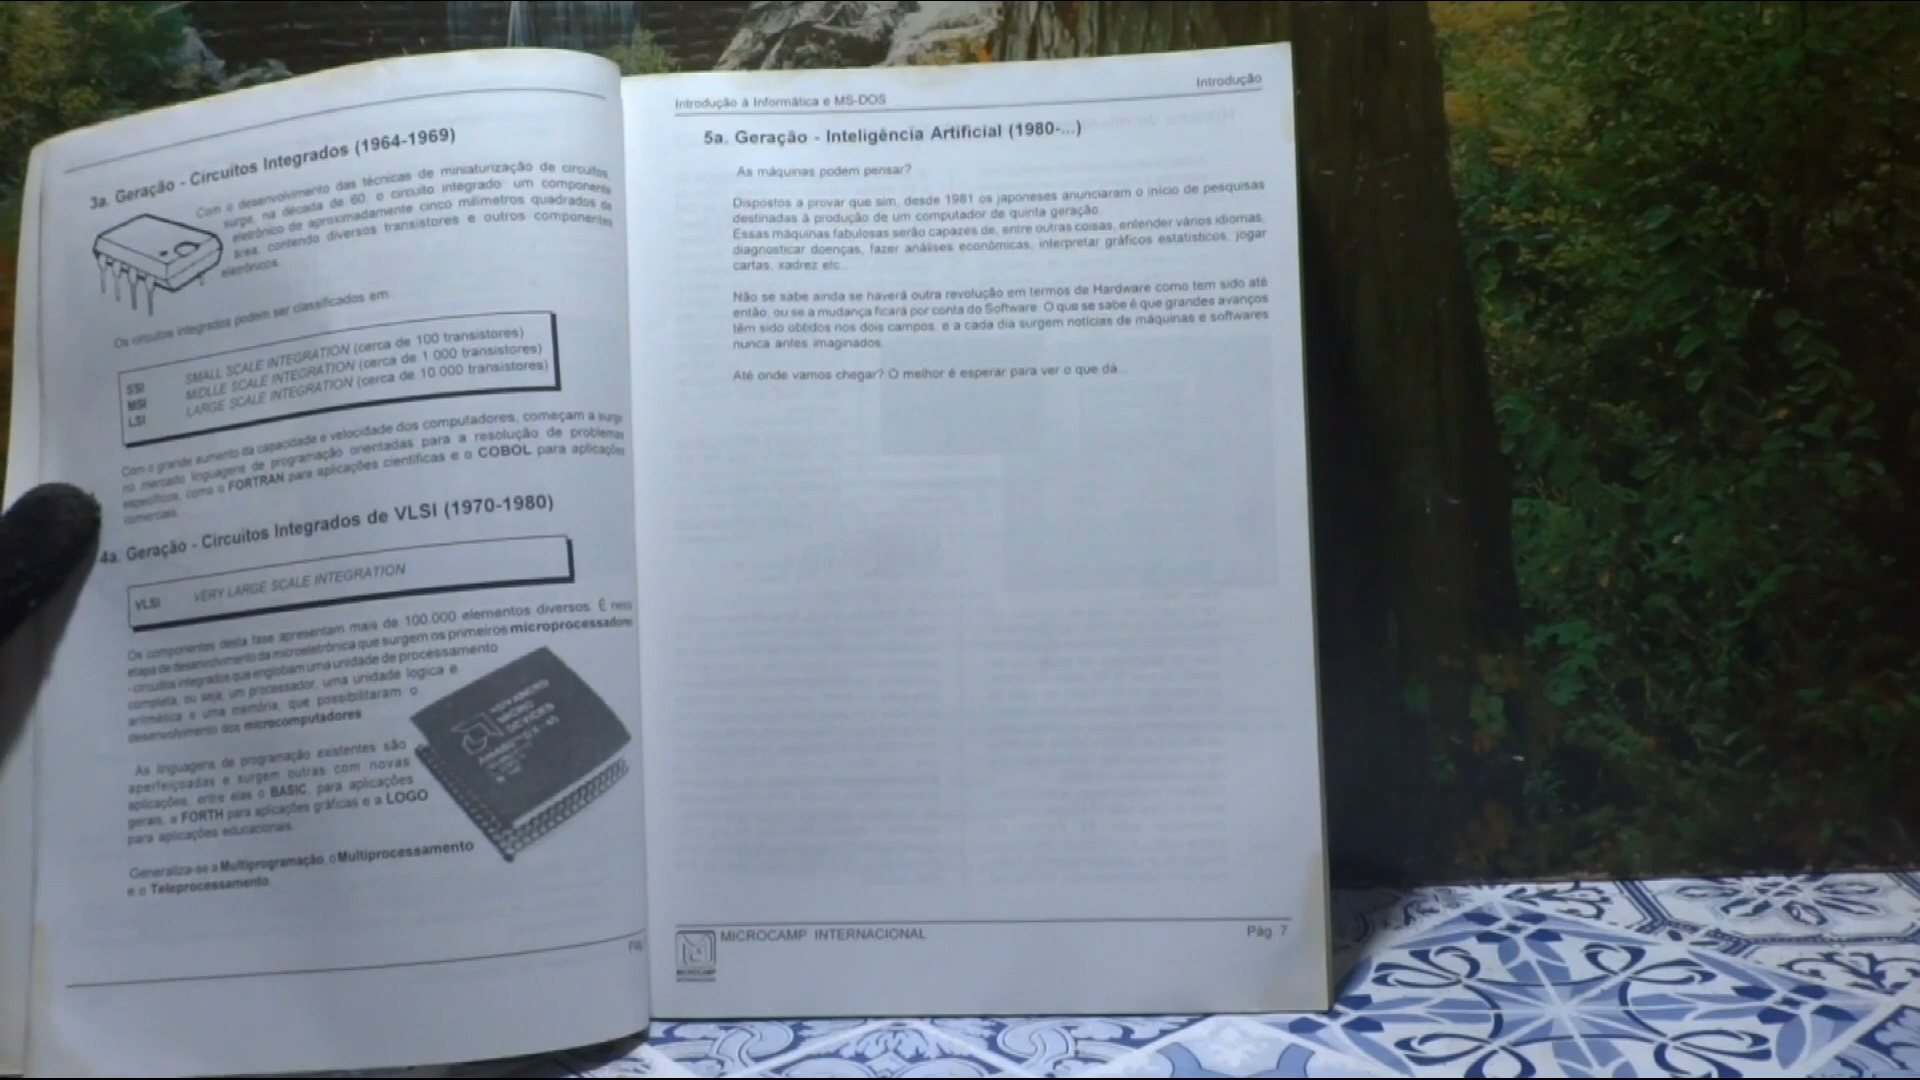 3a. Geração - Circuitos Integrados (1964-1969)
Com o desenvolvimento das técnicas de miniaturização de circuitos,
surge, na década de 60, o circuito integrado: um componente
eletrônico de aproximadamente cinco milímetros quadrados de
área, contendo diversos transistores e outros componentes
eletrônicos.
Os circuitos integrados podem ser classificados em:
SSI SMALL SCALE INTEGRATION (cerca de 100 transistores)
MSI MIDLLE SCALE INTEGRATION (cerca de 1 000 transistores)
LSI LARGE SCALE INTEGRATION (cerca de 10 000 transistores)
Com o grande aumento da capacidade e velocidade dos computadores, começam a surgir
no mercado linguagens de programação orientadas para a resolução de problemas
específicos, como o FORTRAN para aplicações científicas e o COBOL para aplicações
comerciais.
4a. Geração - Circuitos Integrados de VLSI (1970-1980)
VLSI VERY LARGE SCALE INTEGRATION
Os componentes desta fase apresentam mais de 100.000 elementos diversos. É nesta
etapa de desenvolvimento da microeletrônica que surgem os primeiros microprocessadores
- circuitos integrados que englobam uma unidade de processamento
completa, ou seja, um processador, uma unidade lógica e
aritmética e uma memória, que possibilitaram o
desenvolvimento dos microcomputadores.
ADVANCED
MICRO
DEVICES
As linguagens de programação existentes são
aperfeiçoadas e surgem outras com novas
aplicações, entre elas o BASIC, para aplicações
gerais, a FORTH para aplicações gráficas e a LOGO
para aplicações educacionais.
Generaliza-se a Multiprogramação, o Multiprocessamento
e o Teleprocessamento.
Introdução à Informática e MS-DOS Introdução
5a. Geração - Inteligência Artificial (1980-...)
As máquinas podem pensar?
Dispostos a provar que sim, desde 1981 os japoneses anunciaram o início de pesquisas
destinadas à produção de um computador de quinta geração.
Essas máquinas fabulosas serão capazes de, entre outras coisas, entender vários idiomas,
diagnosticar doenças, fazer análises econômicas, interpretar gráficos estatísticos, jogar
cartas, xadrez etc...
Não se sabe ainda se haverá outra revolução em termos de Hardware como tem sido até
então, ou se a mudança ficará por conta do Software. O que se sabe é que grandes avanços
têm sido obtidos nos dois campos, e a cada dia surgem notícias de máquinas e softwares
nunca antes imaginados.
Até onde vamos chegar? O melhor é esperar para ver o que dá...
MICROCAMP INTERNACIONAL Pág 7
MICROCAMP